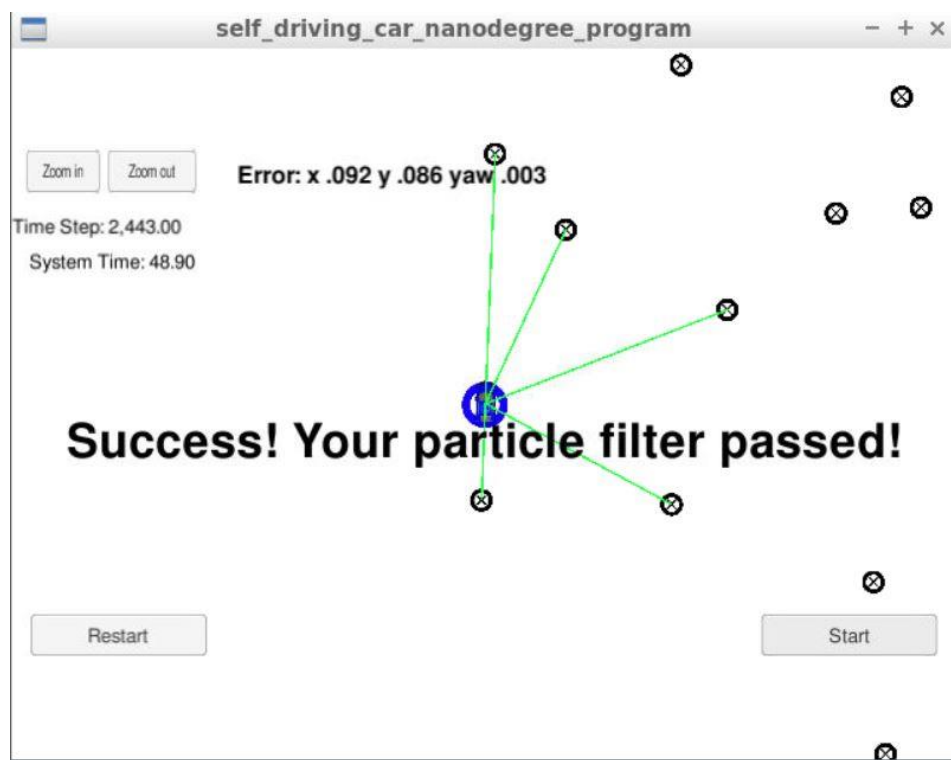 self_driving_car_nanodegree_program
Zoom in
Zoom out
Error: x .092 y .086 yaw .003
Time Step: 2,443.00
System Time: 48.90
Success! Your particle filter passed!
Restart
Start